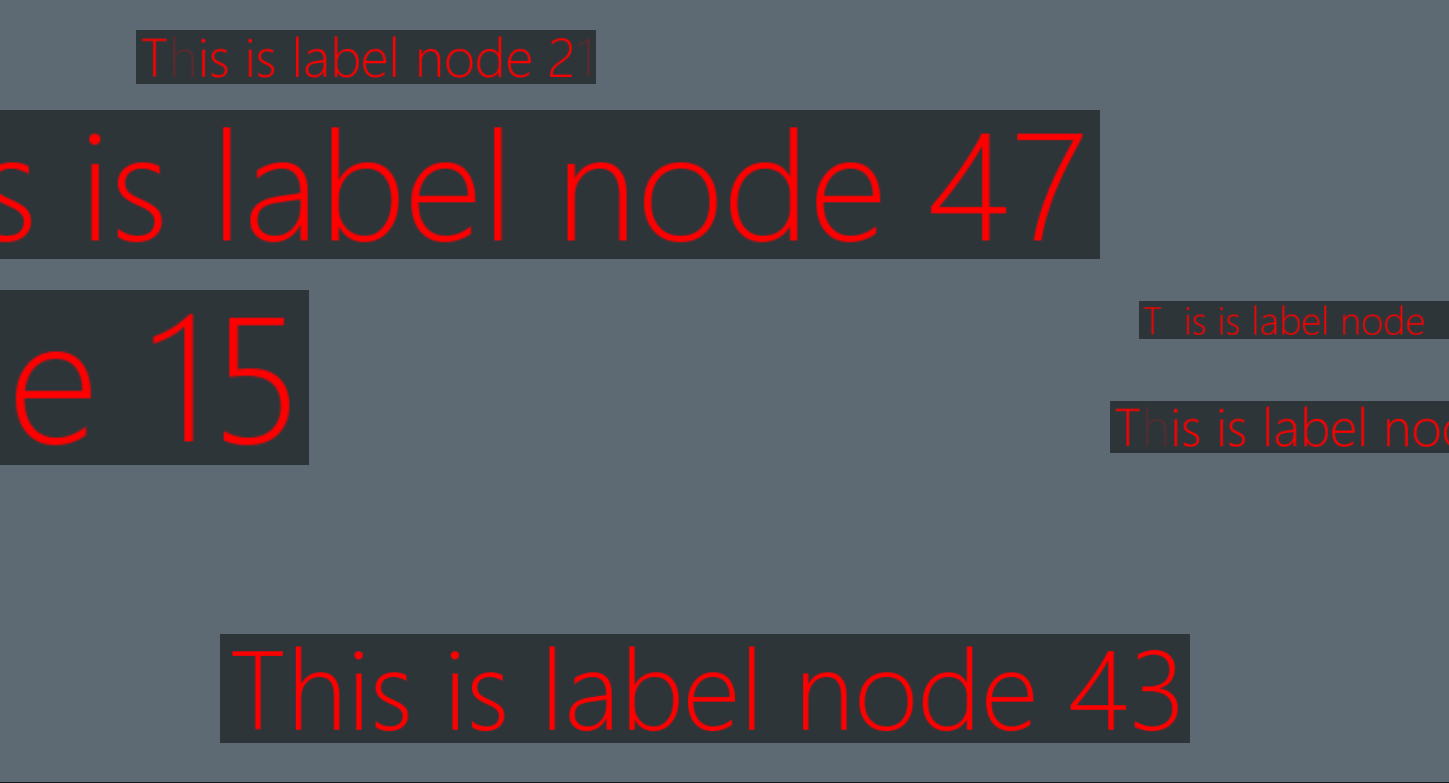 This is label node 21
is label node 47
15
is is label node
This is label
This is label node 43